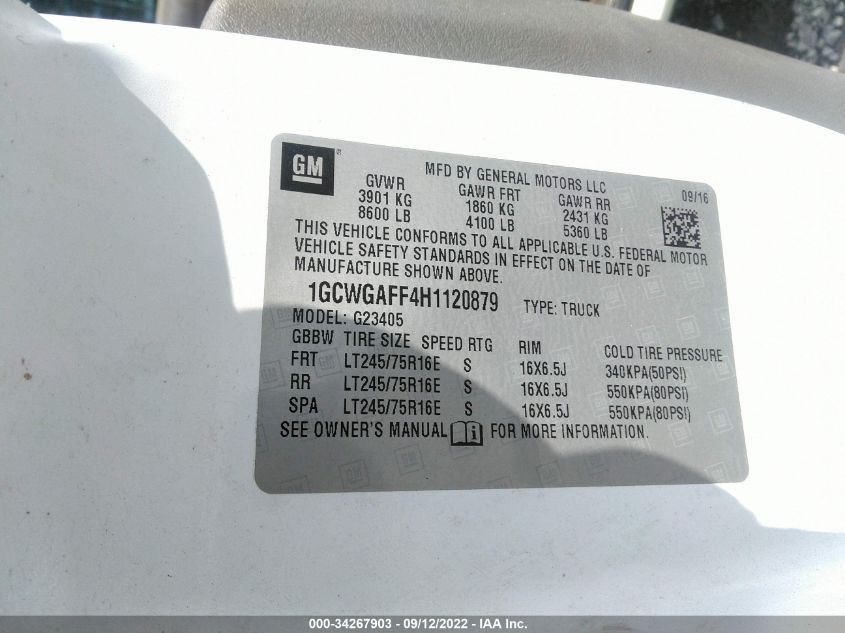 GM
MFD BY GENERAL MOTORS LLC
GVWR GAWR FRT GAWR RR 09/16
3901 KG 1860 KG 2431 KG
8600 LB 4100 LB 5360 LB
THIS VEHICLE CONFORMS TO ALL APPLICABLE U.S. FEDERAL MOTOR
VEHICLE SAFETY STANDARDS IN EFFECT ON THE DATE OF
MANUFACTURE SHOWN ABOVE.
1GCWGAFF4H1120879 TYPE: TRUCK
MODEL: G23405
GBBW TIRE SIZE SPEED RTG RIM COLD TIRE PRESSURE
FRT LT245/75R16E S 16X6.5J 340KPA(50PSI)
RR LT245/75R16E S 16X6.5J 550KPA(80PSI)
SPA LT245/75R16E S 16X6.5J 550KPA(80PSI)
SEE OWNER'S MANUAL i FOR MORE INFORMATION.
000-34267903 - 09/12/2022 - IAA Inc.